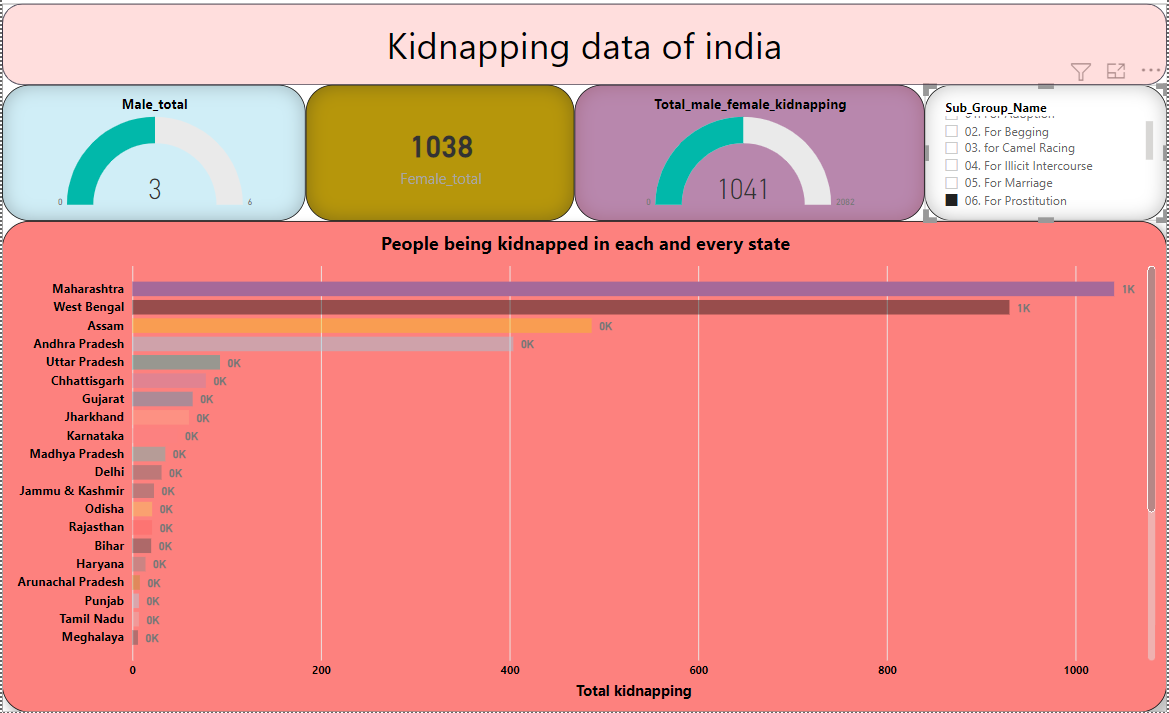 Kidnapping data of india
Male_total
3
0
6
1038
Female_total
Total_male_female_kidnapping
1041
0
2082
Sub_Group_Name
01. For Adoption
02. For Begging
03. for Camel Racing
04. For Illicit Intercourse
05. For Marriage
06. For Prostitution
People being kidnapped in each and every state
Maharashtra 1K
West Bengal 1K
Assam 0K
Andhra Pradesh 0K
Uttar Pradesh 0K
Chhattisgarh 0K
Gujarat 0K
Jharkhand 0K
Karnataka 0K
Madhya Pradesh 0K
Delhi 0K
Jammu & Kashmir 0K
Odisha 0K
Rajasthan 0K
Bihar 0K
Haryana 0K
Arunachal Pradesh 0K
Punjab 0K
Tamil Nadu 0K
Meghalaya 0K
0 200 400 600 800 1000
Total kidnapping